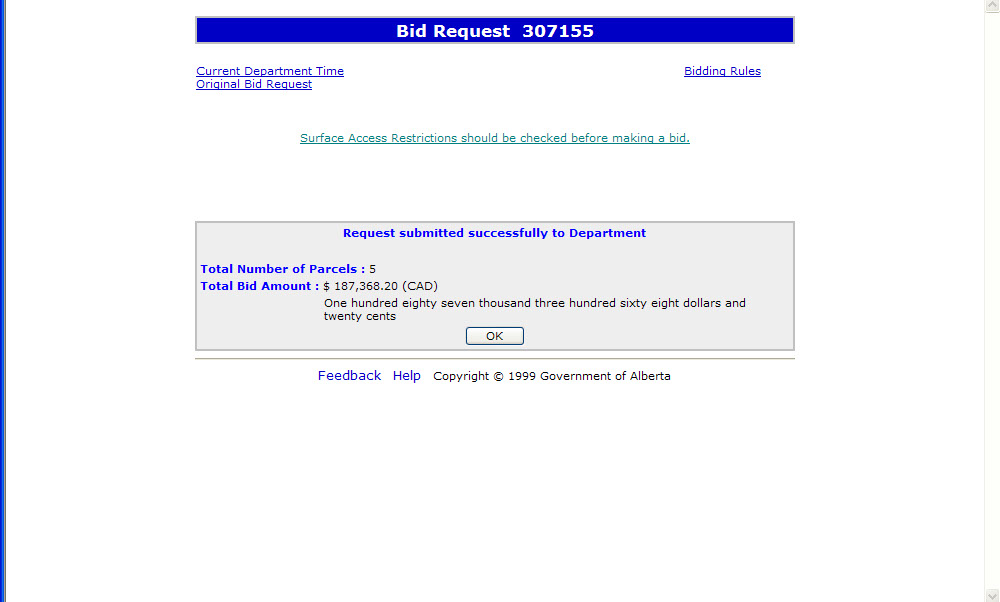 Bid Request 307155
Current Department Time
Bidding Rules
Original Bid Request
Surface Access Restrictions should be checked before making a bid.
Request submitted successfully to Department
Total Number of Parcels : 5
Total Bid Amount : $ 187,368.20 (CAD)
One hundred eighty seven thousand three hundred sixty eight dollars and
twenty cents
OK
Feedback Help Copyright © 1999 Government of Alberta